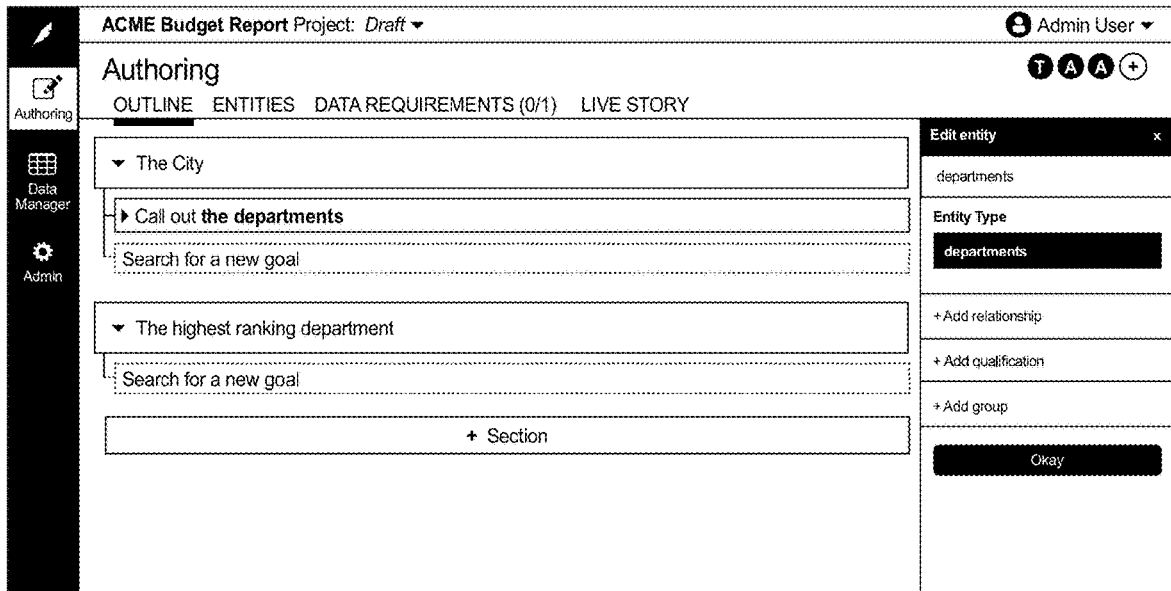 ACME Budget Report Project: Draft
Admin User
Authoring
T A A +
Authoring
OUTLINE ENTITIES DATA REQUIREMENTS (0/1) LIVE STORY
Data
Manager
Admin
The City
Call out the departments
Search for a new goal
The highest ranking department
Search for a new goal
+ Section
Edit entity x
departments
Entity Type
departments
+ Add relationship
+ Add qualification
+ Add group
Okay